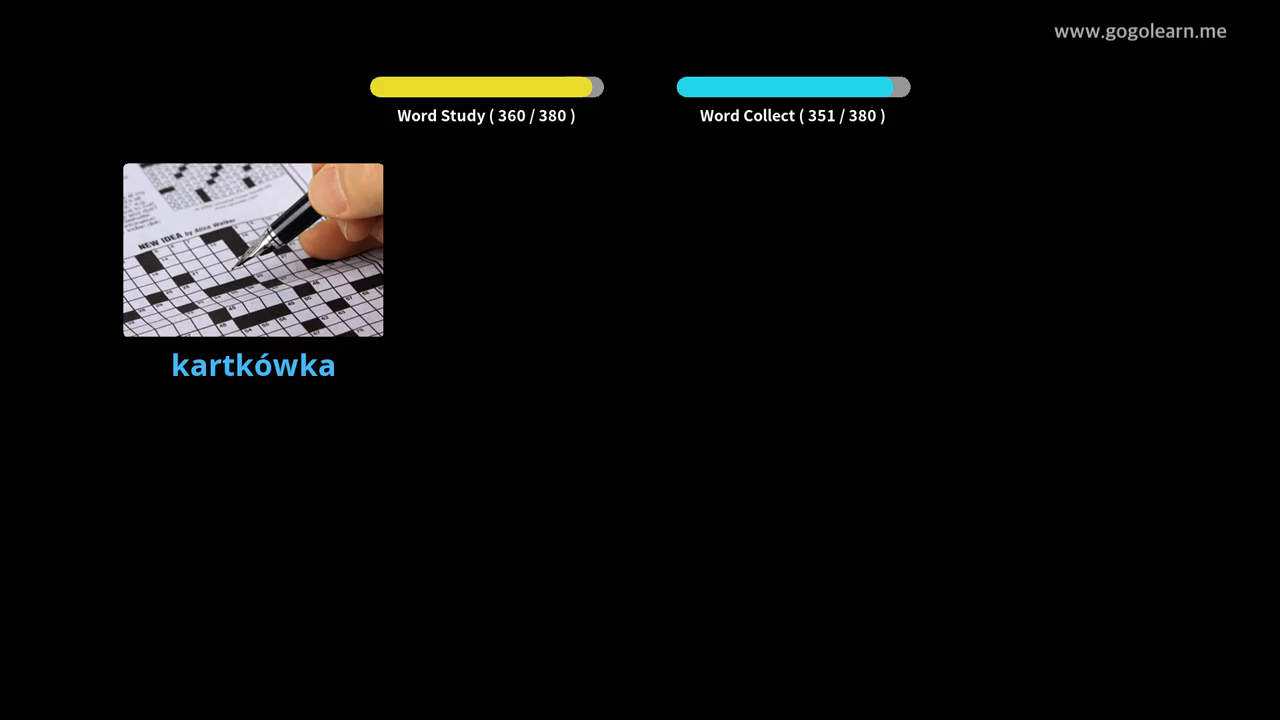 www.gogolearn.me
Word Study ( 360 / 380 )
Word Collect ( 351 / 380 )
NEW IDEA by Alice Walker
kartkówka